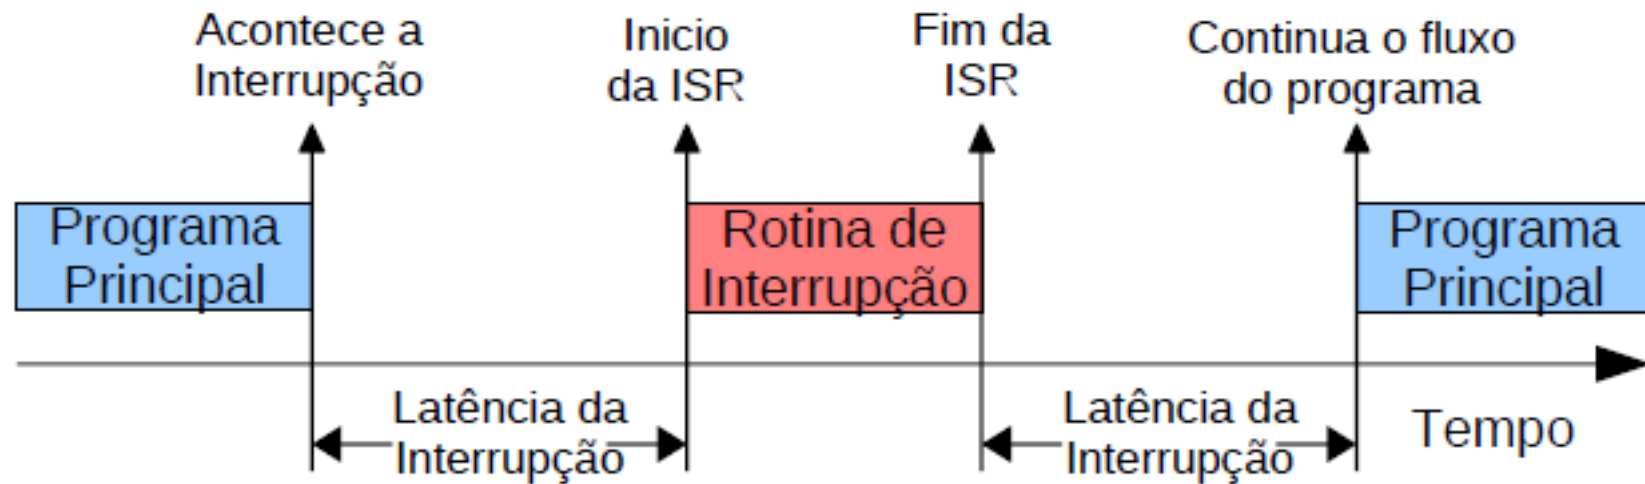 Acontece a
Interrupção
Inicio
da ISR
Fim da
ISR
Continua o fluxo
do programa
Programa
Principal
Rotina de
Interrupção
Programa
Principal
Latência da
Interrupção
Latência da
Interrupção
Tempo